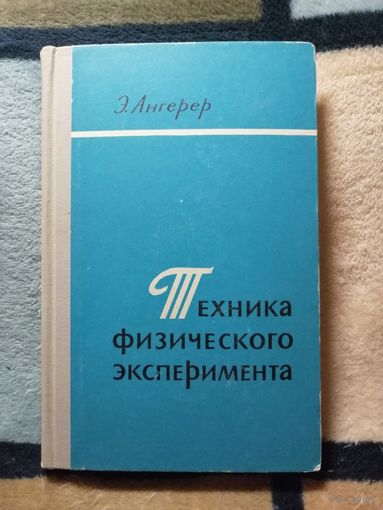 Э. Ангерер
Техника
физического
эксперимента